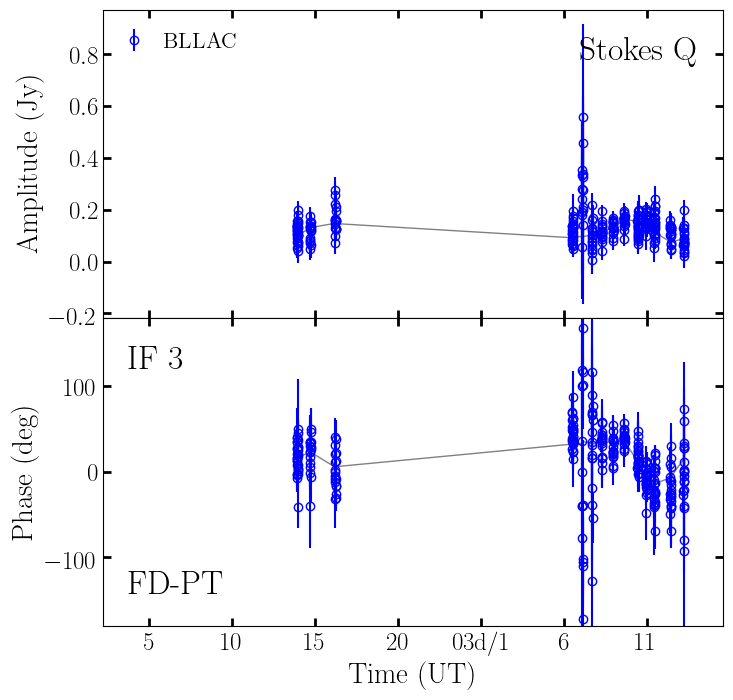 BLLAC
Stokes Q
Amplitude (Jy)
0.8
0.6
0.4
0.2
0.0
−0.2
IF 3
FD-PT
Phase (deg)
100
0
−100
5 10 15 20 03d/1 6 11
Time (UT)